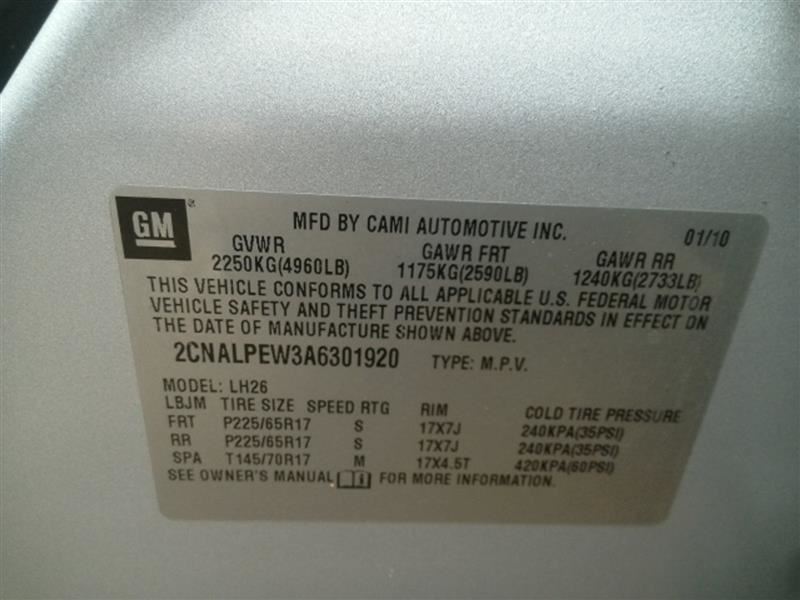 GM ®
MFD BY CAMI AUTOMOTIVE INC. 01/10
GVWR GAWR FRT GAWR RR
2250KG(4960LB) 1175KG(2590LB) 1240KG(2733LB)
THIS VEHICLE CONFORMS TO ALL APPLICABLE U.S. FEDERAL MOTOR
VEHICLE SAFETY AND THEFT PREVENTION STANDARDS IN EFFECT ON
THE DATE OF MANUFACTURE SHOWN ABOVE.
2CNALPEW3A6301920 TYPE: M.P.V.
MODEL: LH26
LBJM TIRE SIZE SPEED RTG RIM COLD TIRE PRESSURE
FRT P225/65R17 S 17X7J 240KPA(35PSI)
RR P225/65R17 S 17X7J 240KPA(35PSI)
SPA T145/70R17 M 17X4.5T 420KPA(60PSI)
SEE OWNER'S MANUAL FOR MORE INFORMATION.